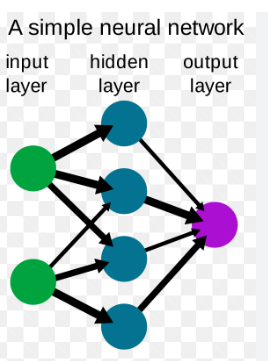 A simple neural network
input hidden output
layer layer layer